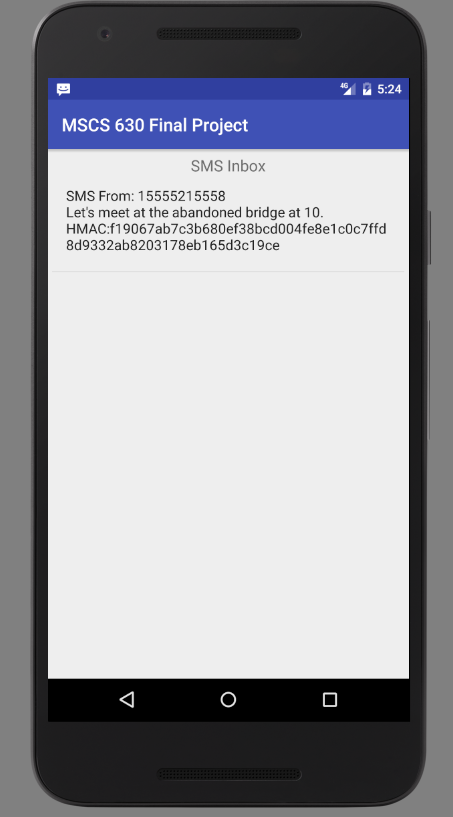 4G 5:24
MSCS 630 Final Project
SMS Inbox
SMS From: 15555215558
Let's meet at the abandoned bridge at 10.
HMAC:f19067ab7c3b680ef38bcd004fe8e1c0c7ffd
8d9332ab8203178eb165d3c19ce